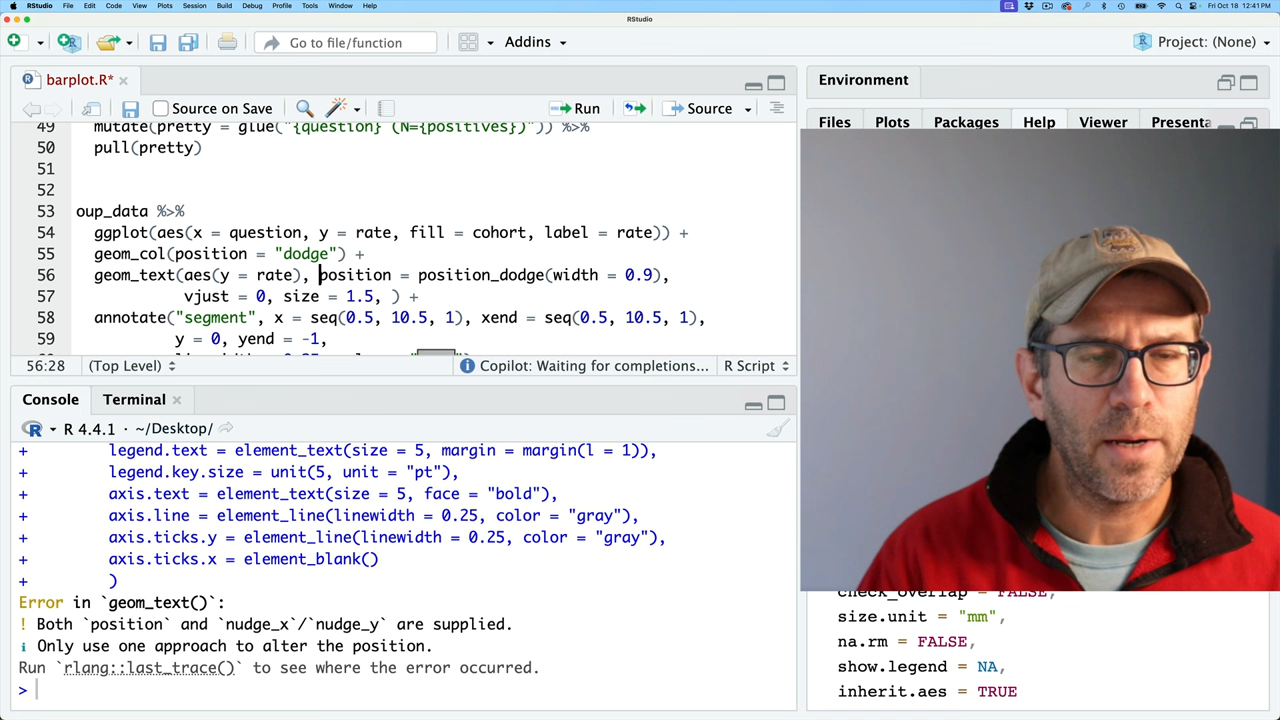 RStudio File Edit Code View Plots Session Build Debug Profile Tools Window Help Fri Oct 18 12:41 PM
RStudio
Go to file/function Addins Project: (None)
barplot.R* Environment
Source on Save Run Source
Files Plots Packages Help Viewer Presenta
49 mutate(pretty = glue("{question} (N={positives})")) %>%
50 pull(pretty)
51
52
53 oup_data %>%
54 ggplot(aes(x = question, y = rate, fill = cohort, label = rate)) +
55 geom_col(position = "dodge") +
56 geom_text(aes(y = rate), position = position_dodge(width = 0.9),
57 vjust = 0, size = 1.5, ) +
58 annotate("segment", x = seq(0.5, 10.5, 1), xend = seq(0.5, 10.5, 1),
59 y = 0, yend = -1,
56:28 (Top Level) Copilot: Waiting for completions... R Script
Console Terminal
R 4.4.1 · ~/Desktop/
+ legend.text = element_text(size = 5, margin = margin(l = 1)),
+ legend.key.size = unit(5, unit = "pt"),
+ axis.text = element_text(size = 5, face = "bold"),
+ axis.line = element_line(linewidth = 0.25, color = "gray"),
+ axis.ticks.y = element_line(linewidth = 0.25, color = "gray"),
+ axis.ticks.x = element_blank()
+ )
Error in `geom_text()`:
! Both `position` and `nudge_x`/`nudge_y` are supplied.
ℹ Only use one approach to alter the position.
Run `rlang::last_trace()` to see where the error occurred.
>
check_overlap = FALSE,
size.unit = "mm",
na.rm = FALSE,
show.legend = NA,
inherit.aes = TRUE